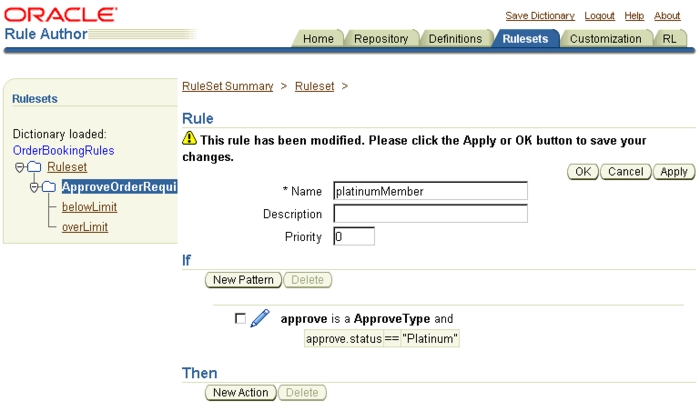 ORACLE
Rule Author
Save Dictionary Logout Help About
Home Repository Definitions Rulesets Customization RL
Rulesets
Dictionary loaded:
OrderBookingRules
Ruleset
ApproveOrderRequi
belowLimit
overLimit
RuleSet Summary > Ruleset >
Rule
This rule has been modified. Please click the Apply or OK button to save your
changes.
OK Cancel Apply
* Name platinumMember
Description
Priority 0
If
New Pattern Delete
approve is a ApproveType and
approve.status == "Platinum"
Then
New Action Delete